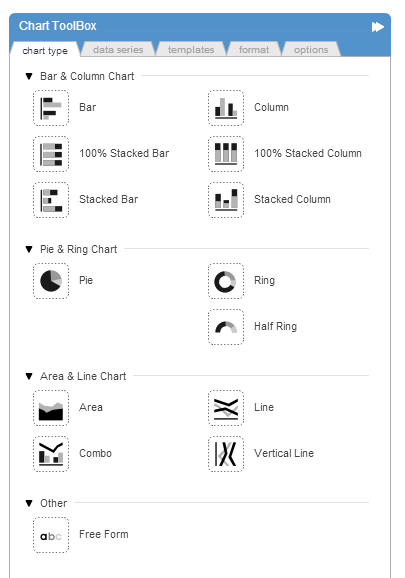 Chart ToolBox
chart type data series templates format options
Bar & Column Chart
Bar Column
100% Stacked Bar 100% Stacked Column
Stacked Bar Stacked Column
Pie & Ring Chart
Pie Ring
Half Ring
Area & Line Chart
Area Line
Combo Vertical Line
Other
abc Free Form